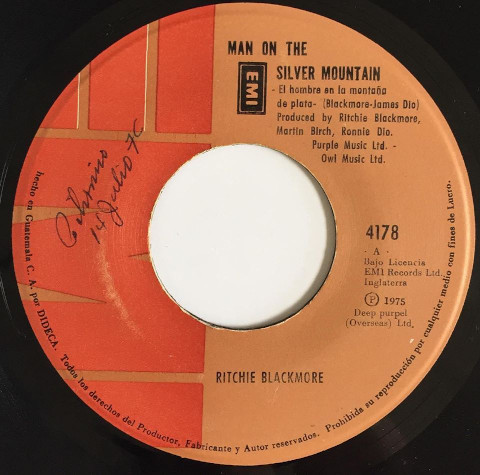 MAN ON THE
SILVER MOUNTAIN
EMI
- El hombre en la montaña
de plata- (Blackmore-James Dio)
Produced by Ritchie Blackmore,
Martin Birch, Ronnie Dio.
Purple Music Ltd. -
Owl Music Ltd.
4178
- A -
Bajo Licencia
EMI Records Ltd.
Inglaterra
℗ 1975
Deep purpel
(Overseas) Ltd.
RITCHIE BLACKMORE
14 Julio 76
hecho en Guatemala C. A. por DIDECA. Todos los derechos del Productor, Fabricante y Autor reservados. Prohibida su reproducción por cualquier medio con fines de Lucro.